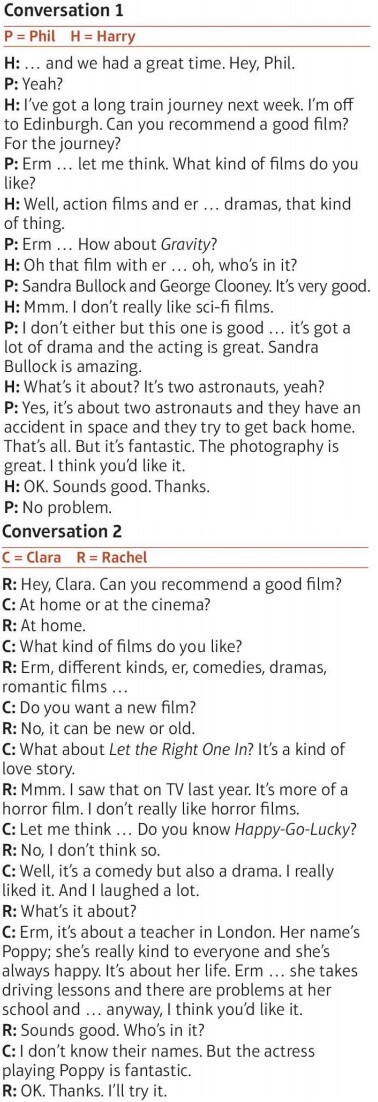 Conversation 1
P = Phil H = Harry
H: … and we had a great time. Hey, Phil.
P: Yeah?
H: I've got a long train journey next week. I'm off
to Edinburgh. Can you recommend a good film?
For the journey?
P: Erm … let me think. What kind of films do you
like?
H: Well, action films and er … dramas, that kind
of thing.
P: Erm … How about Gravity?
H: Oh that film with er … oh, who's in it?
P: Sandra Bullock and George Clooney. It's very good.
H: Mmm. I don't really like sci-fi films.
P: I don't either but this one is good … it's got a
lot of drama and the acting is great. Sandra
Bullock is amazing.
H: What's it about? It's two astronauts, yeah?
P: Yes, it's about two astronauts and they have an
accident in space and they try to get back home.
That's all. But it's fantastic. The photography is
great. I think you'd like it.
H: OK. Sounds good. Thanks.
P: No problem.
Conversation 2
C = Clara R = Rachel
R: Hey, Clara. Can you recommend a good film?
C: At home or at the cinema?
R: At home.
C: What kind of films do you like?
R: Erm, different kinds, er, comedies, dramas,
romantic films …
C: Do you want a new film?
R: No, it can be new or old.
C: What about Let the Right One In? It's a kind of
love story.
R: Mmm. I saw that on TV last year. It's more of a
horror film. I don't really like horror films.
C: Let me think … Do you know Happy-Go-Lucky?
R: No, I don't think so.
C: Well, it's a comedy but also a drama. I really
liked it. And I laughed a lot.
R: What's it about?
C: Erm, it's about a teacher in London. Her name's
Poppy; she's really kind to everyone and she's
always happy. It's about her life. Erm … she takes
driving lessons and there are problems at her
school and … anyway, I think you'd like it.
R: Sounds good. Who's in it?
C: I don't know their names. But the actress
playing Poppy is fantastic.
R: OK. Thanks. I'll try it.